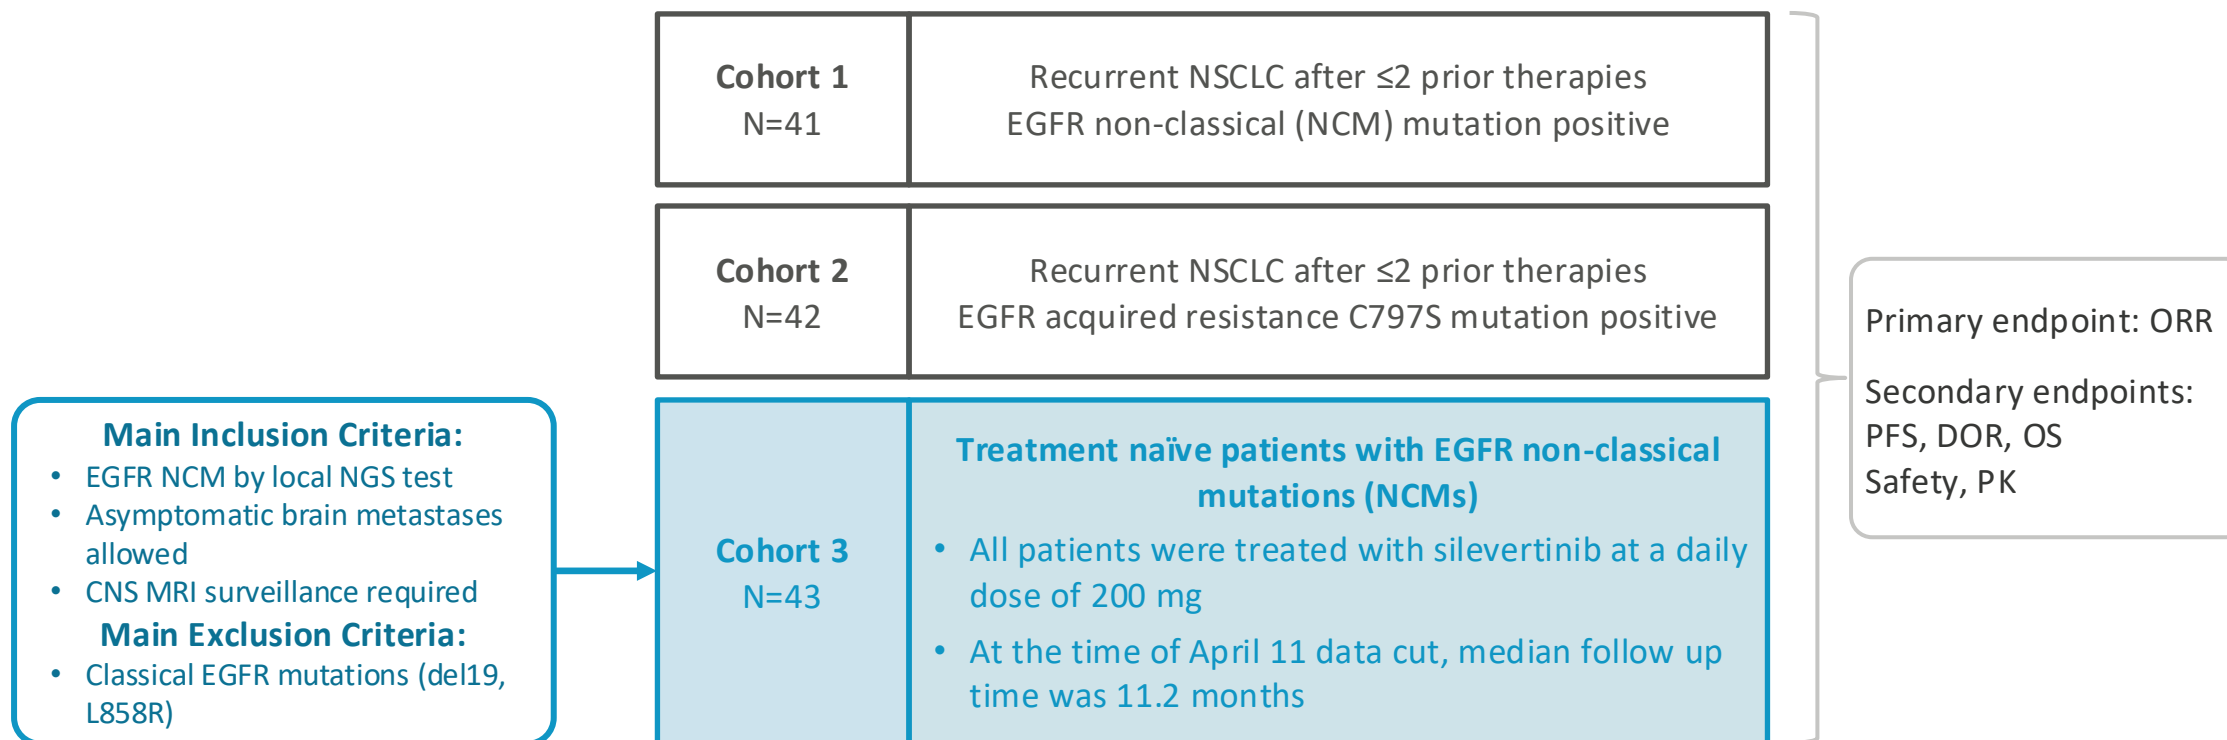 Cohort 1
N=41
Recurrent NSCLC after ≤2 prior therapies
EGFR non-classical (NCM) mutation positive
Cohort 2
N=42
Recurrent NSCLC after ≤2 prior therapies
EGFR acquired resistance C797S mutation positive
Main Inclusion Criteria:
• EGFR NCM by local NGS test
• Asymptomatic brain metastases
allowed
• CNS MRI surveillance required
Main Exclusion Criteria:
• Classical EGFR mutations (del19,
L858R)
Cohort 3
N=43
Treatment naïve patients with EGFR non-classical
mutations (NCMs)
• All patients were treated with silevertinib at a daily
dose of 200 mg
• At the time of April 11 data cut, median follow up
time was 11.2 months
Primary endpoint: ORR
Secondary endpoints:
PFS, DOR, OS
Safety, PK